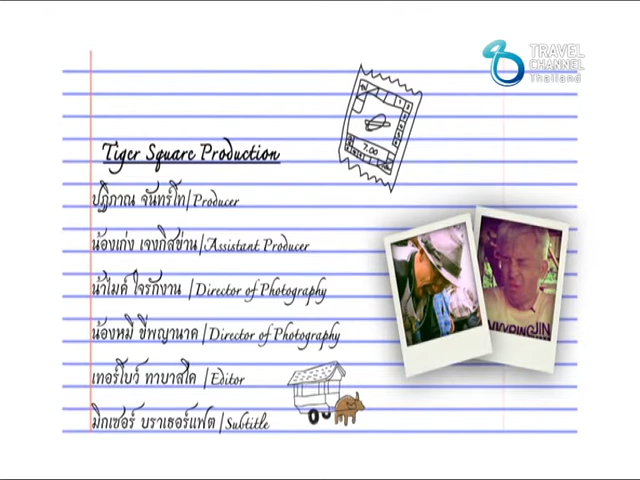 TRAVEL
CHANNEL
Thailand
Tiger Square Production
ปฏิภาณ จันทร์โท|Producer
น้องเก่ง เจงกีสข่าน|Assistant Producer
น้าไมค์ ใจรักงาน |Director of Photography
น้องหมี ขี่พญานาค |Director of Photography
เทอร์โบว์ ทาบาสโค |Editor
มิกเซอร์ บราเธอร์แฟต |Subtitle
7.00